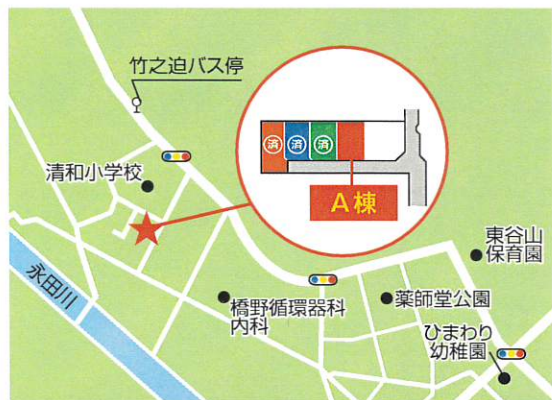 竹之迫バス停
済
済
済
A棟
清和小学校
永田川
橋野循環器科
内科
薬師堂公園
東谷山
保育園
ひまわり
幼稚園